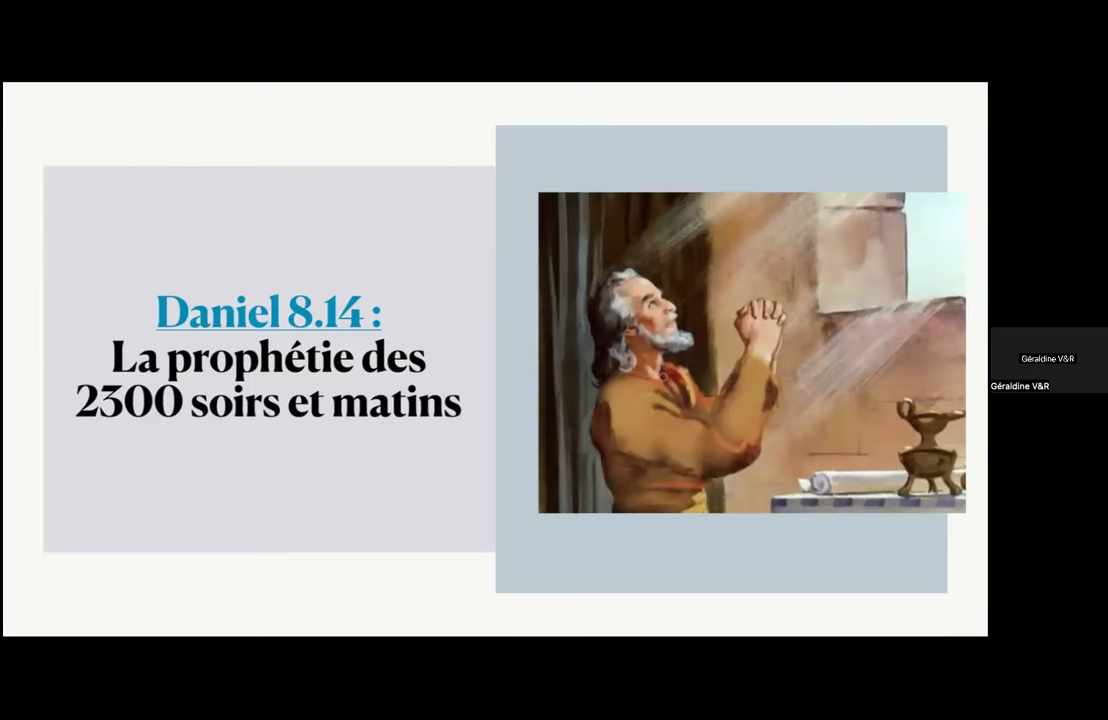 Daniel 8.14 :
La prophétie des
2300 soirs et matins
Géraldine V&R
Géraldine V&R